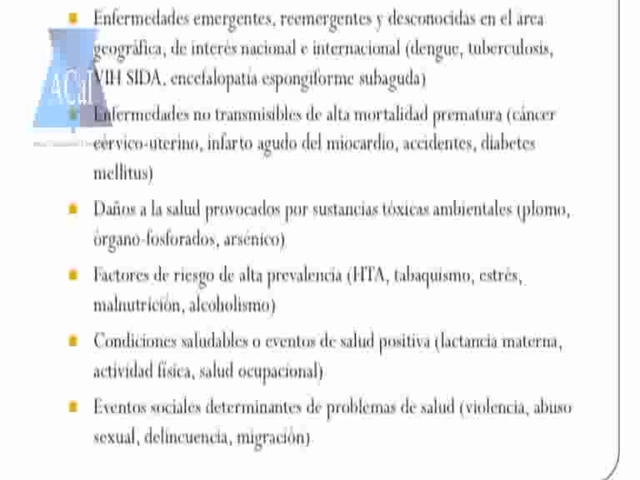 Enfermedades emergentes, reemergentes y desconocidas en el área
geográfica, de interés nacional e internacional (dengue, tuberculosis,
VIH SIDA, encefalopatía espongiforme subaguda)
ACaI
Enfermedades no transmisibles de alta mortalidad prematura (cáncer
cérvico-uterino, infarto agudo del miocardio, accidentes, diabetes
mellitus)
Daños a la salud provocados por sustancias tóxicas ambientales (plomo,
órgano-fosforados, arsénico)
Factores de riesgo de alta prevalencia (HTA, tabaquismo, estrés,
malnutrición, alcoholismo)
Condiciones saludables o eventos de salud positiva (lactancia materna,
actividad física, salud ocupacional)
Eventos sociales determinantes de problemas de salud (violencia, abuso
sexual, delincuencia, migración)